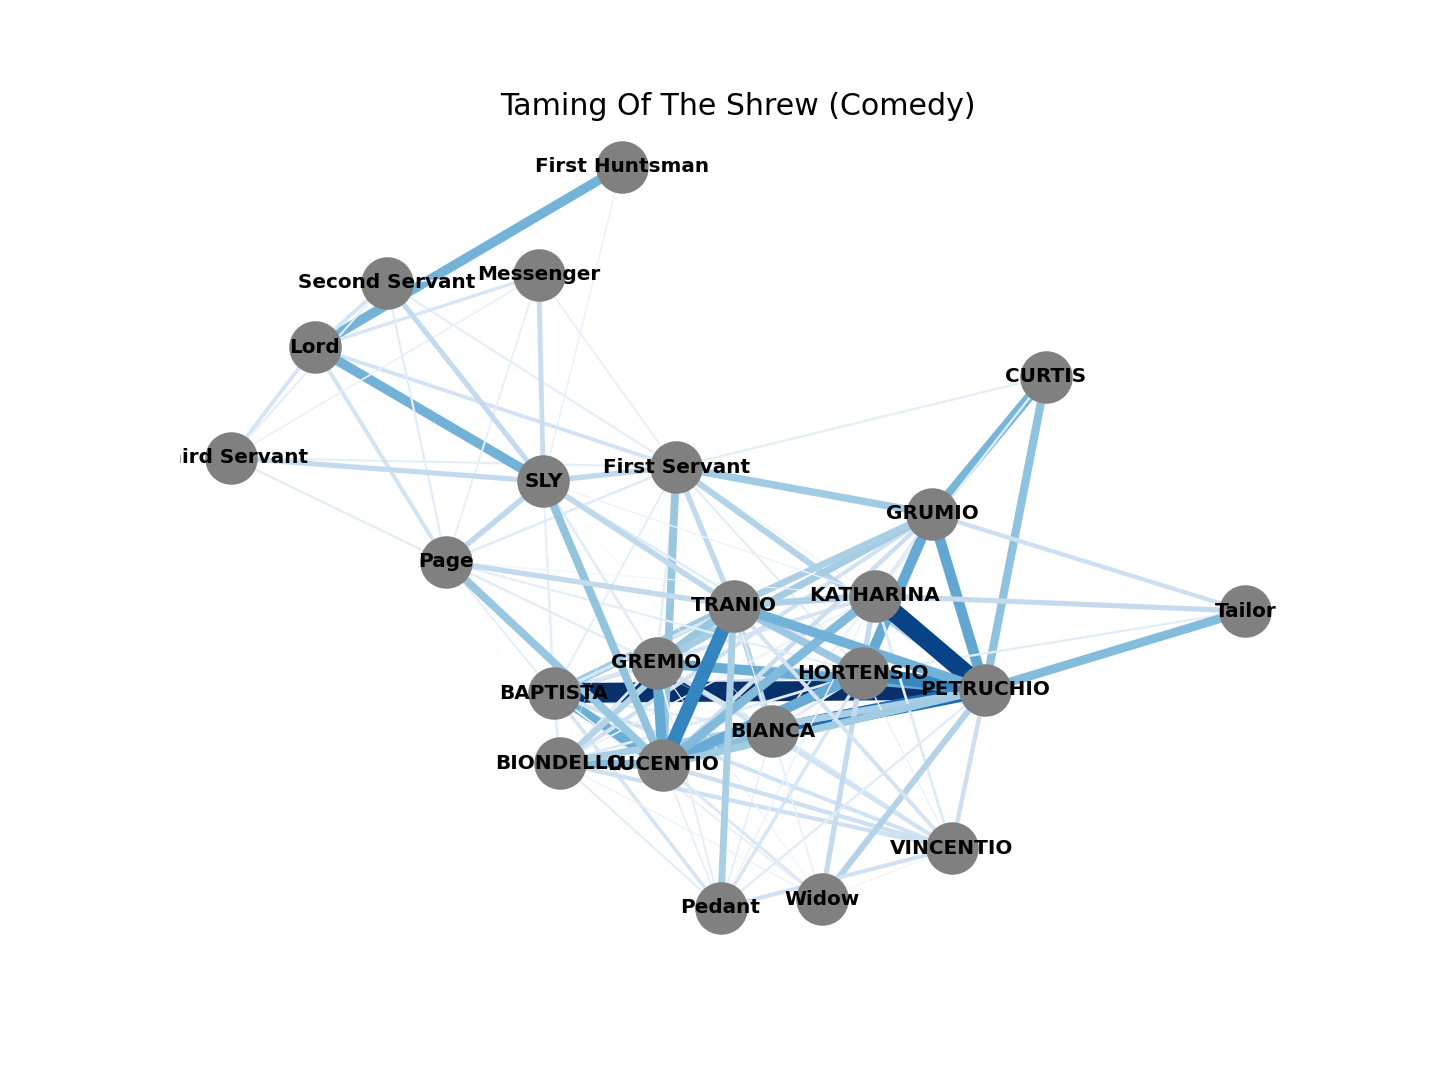 Taming Of The Shrew (Comedy)
First Huntsman
Messenger
Second Servant
Lord
CURTIS
ird Servant
First Servant
SLY
GRUMIO
Page
KATHARINA
TRANIO
Tailor
GREMIO
HORTENSIO
PETRUCHIO
BAPTISTA
BIANCA
BIONDELLO
LUCENTIO
VINCENTIO
Widow
Pedant